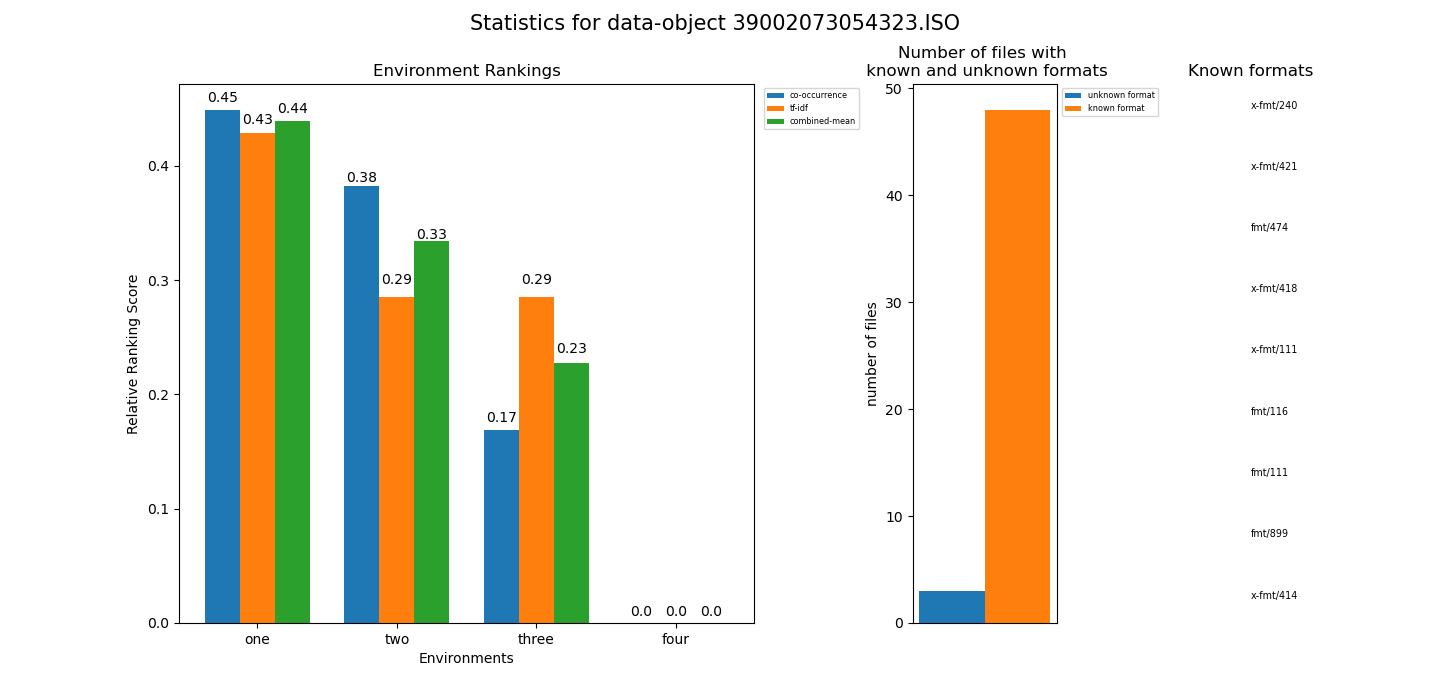 Statistics for data-object 39002073054323.ISO
Environment Rankings
0.45
0.43
0.44
0.38
0.29
0.33
0.17
0.29
0.23
0.0
0.0
0.0
0.4
0.3
0.2
0.1
0.0
Relative Ranking Score
one
two
three
four
Environments
co-occurrence
tf-idf
combined-mean
Number of files with
known and unknown formats
50
40
30
20
10
0
number of files
unknown format
known format
Known formats
x-fmt/240
x-fmt/421
fmt/474
x-fmt/418
x-fmt/111
fmt/116
fmt/111
fmt/899
x-fmt/414